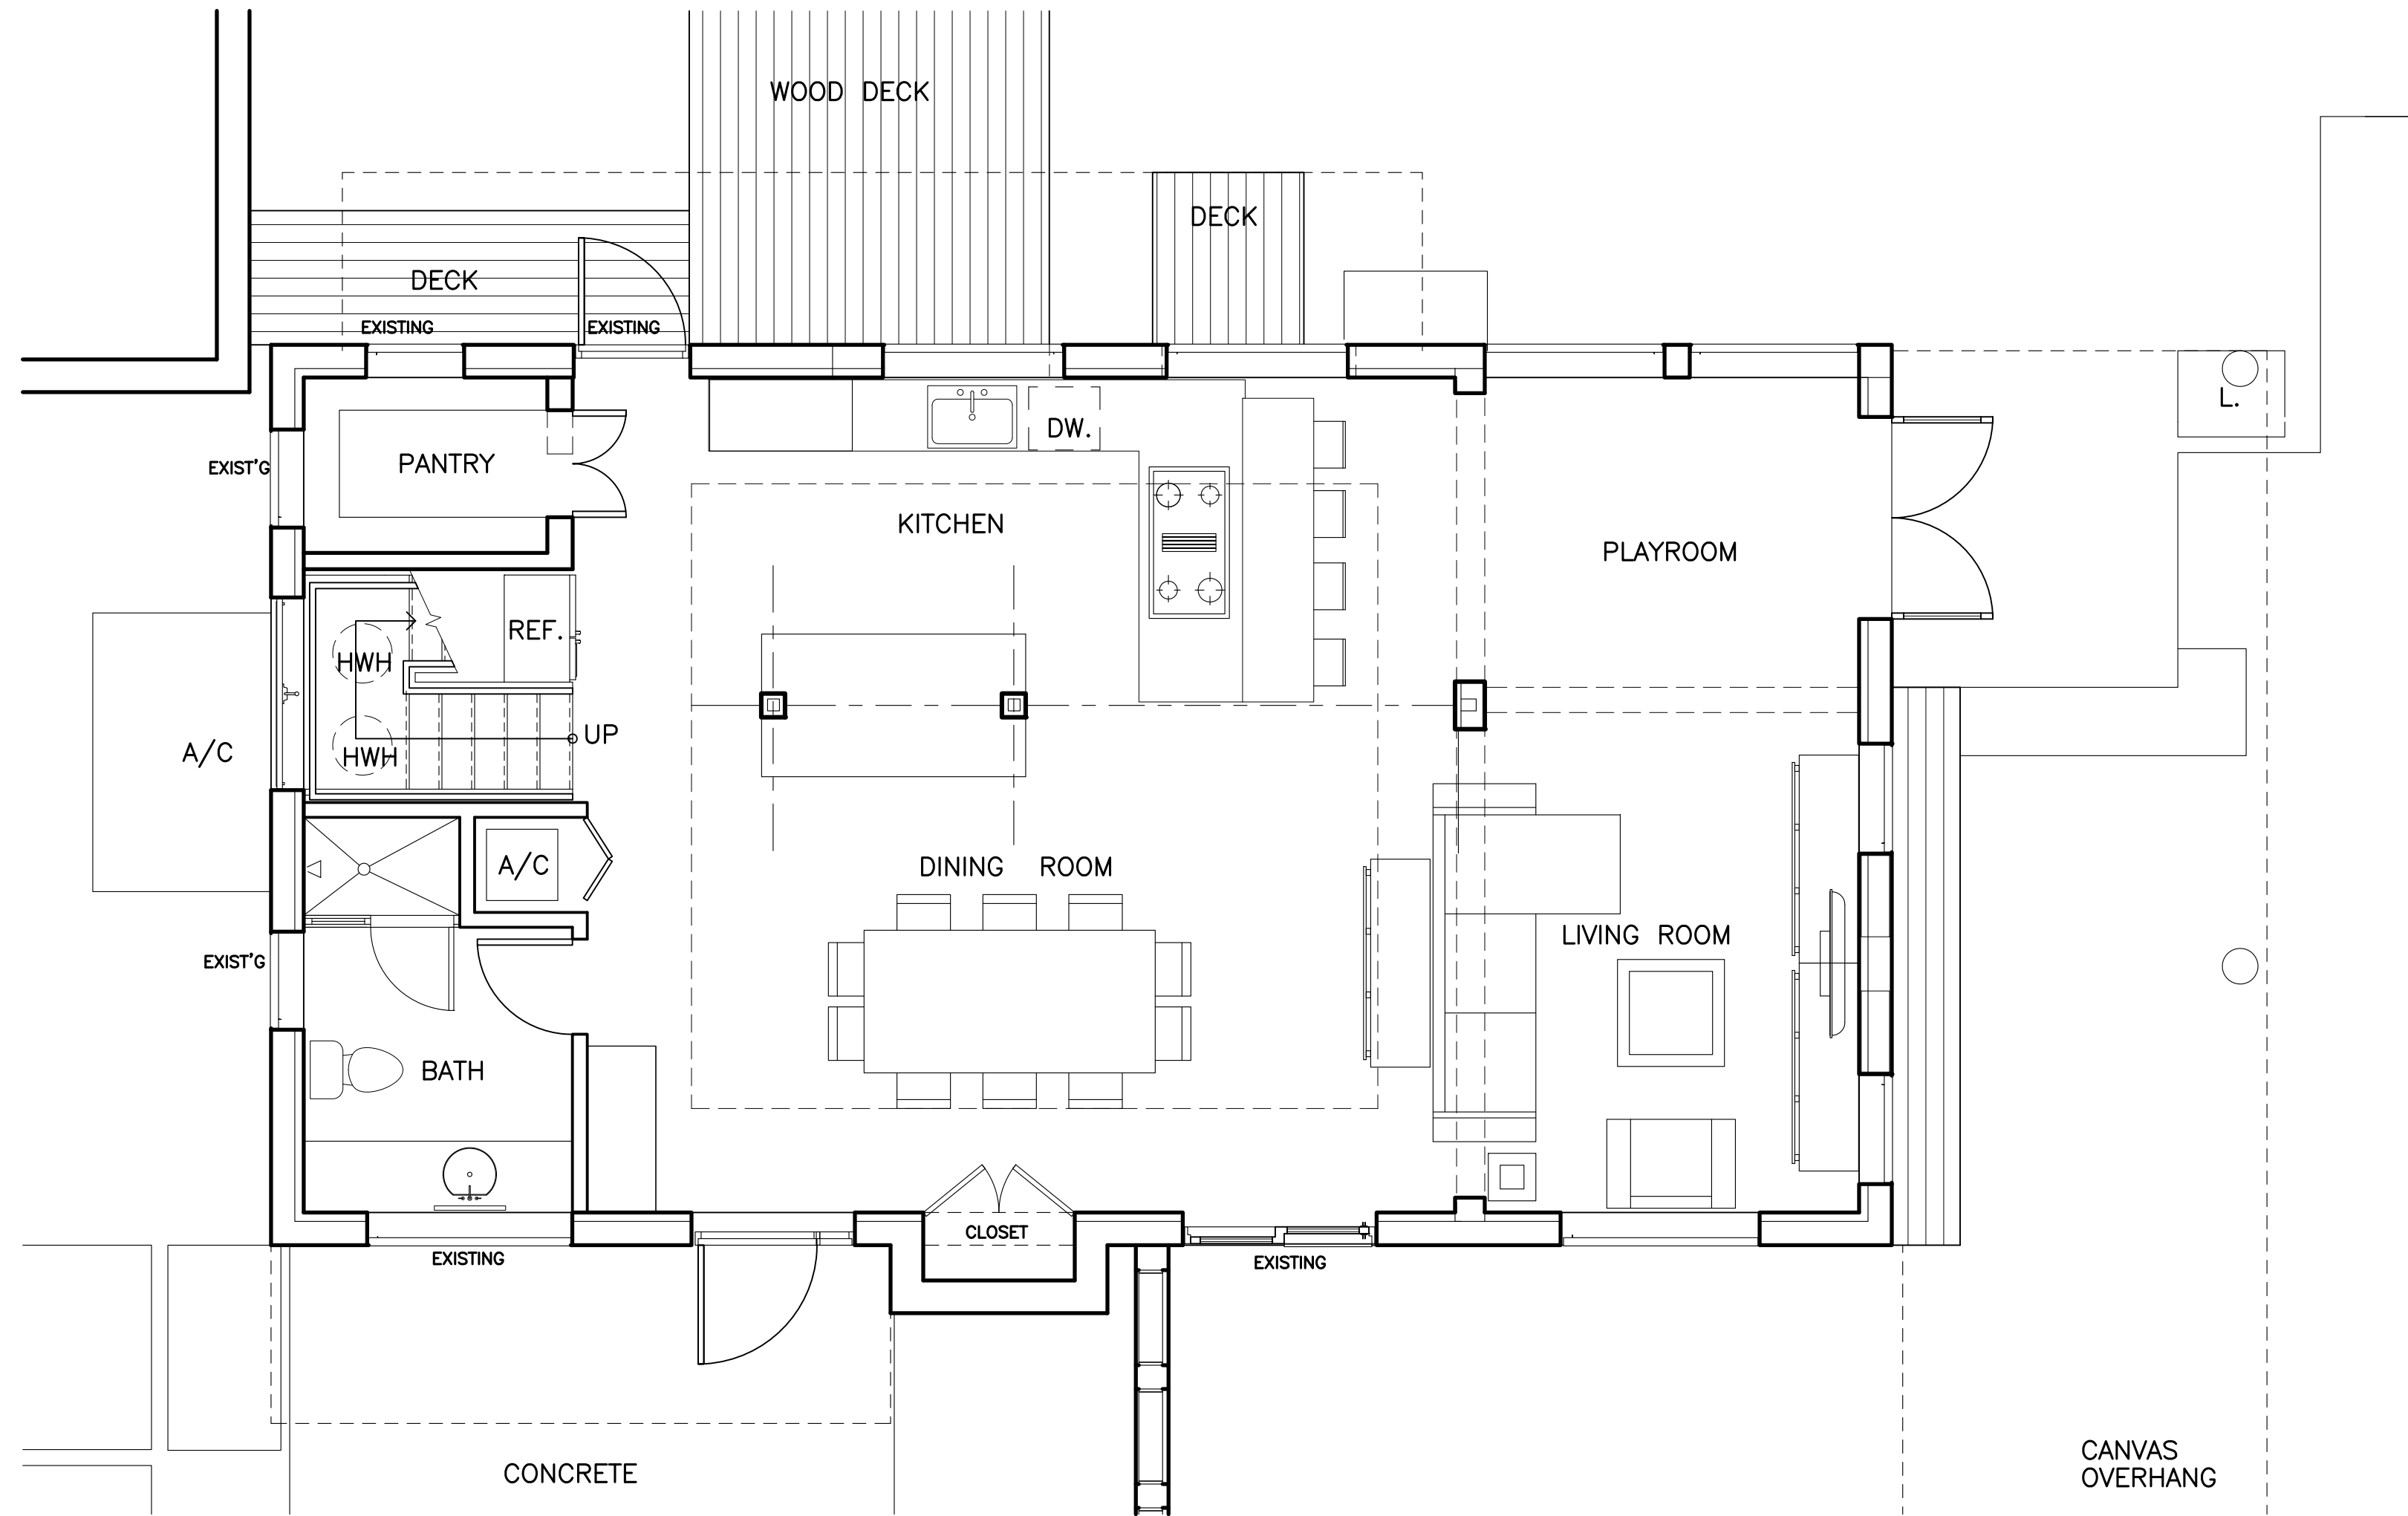 WOOD DECK
DECK
DECK
EXISTING
EXISTING
L.
DW.
PANTRY
EXIST'G
KITCHEN
PLAYROOM
REF.
HWH
UP
A/C
HWH
A/C
DINING ROOM
LIVING ROOM
EXIST'G
BATH
CLOSET
EXISTING
EXISTING
CONCRETE
CANVAS
OVERHANG